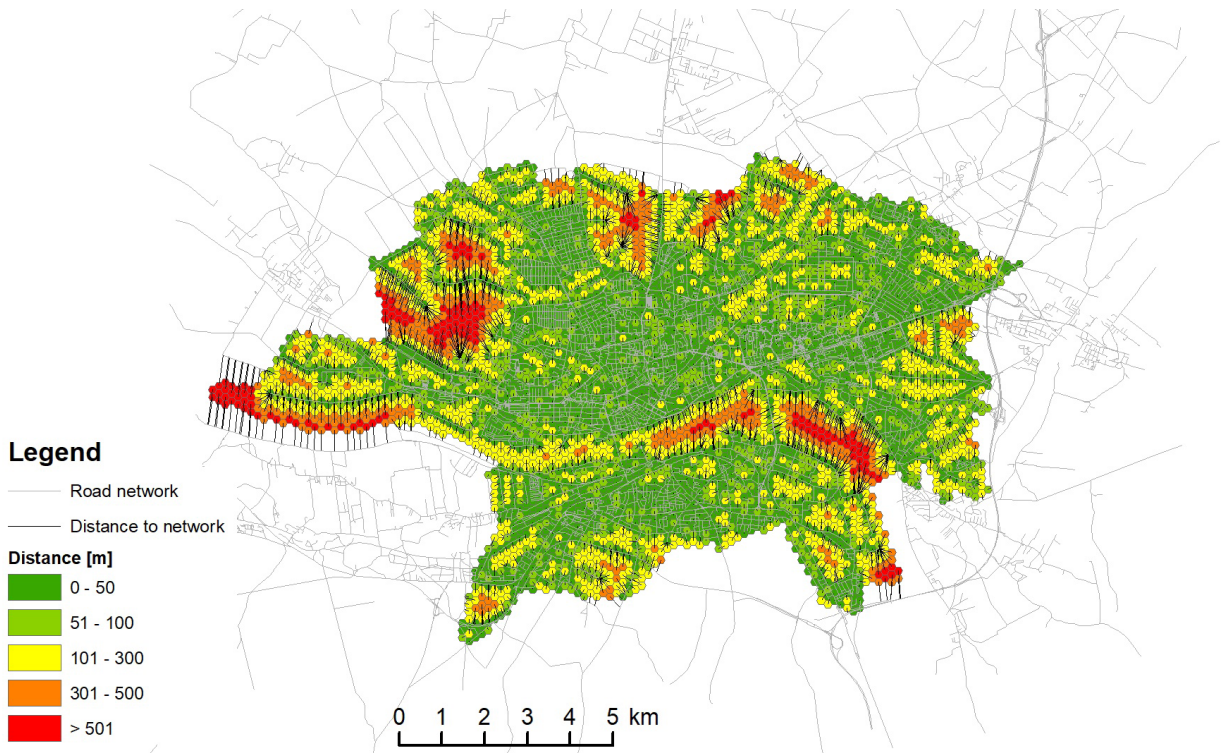 Legend
Road network
Distance to network
Distance [m]
0 - 50
51 - 100
101 - 300
301 - 500
> 501
0 1 2 3 4 5 km